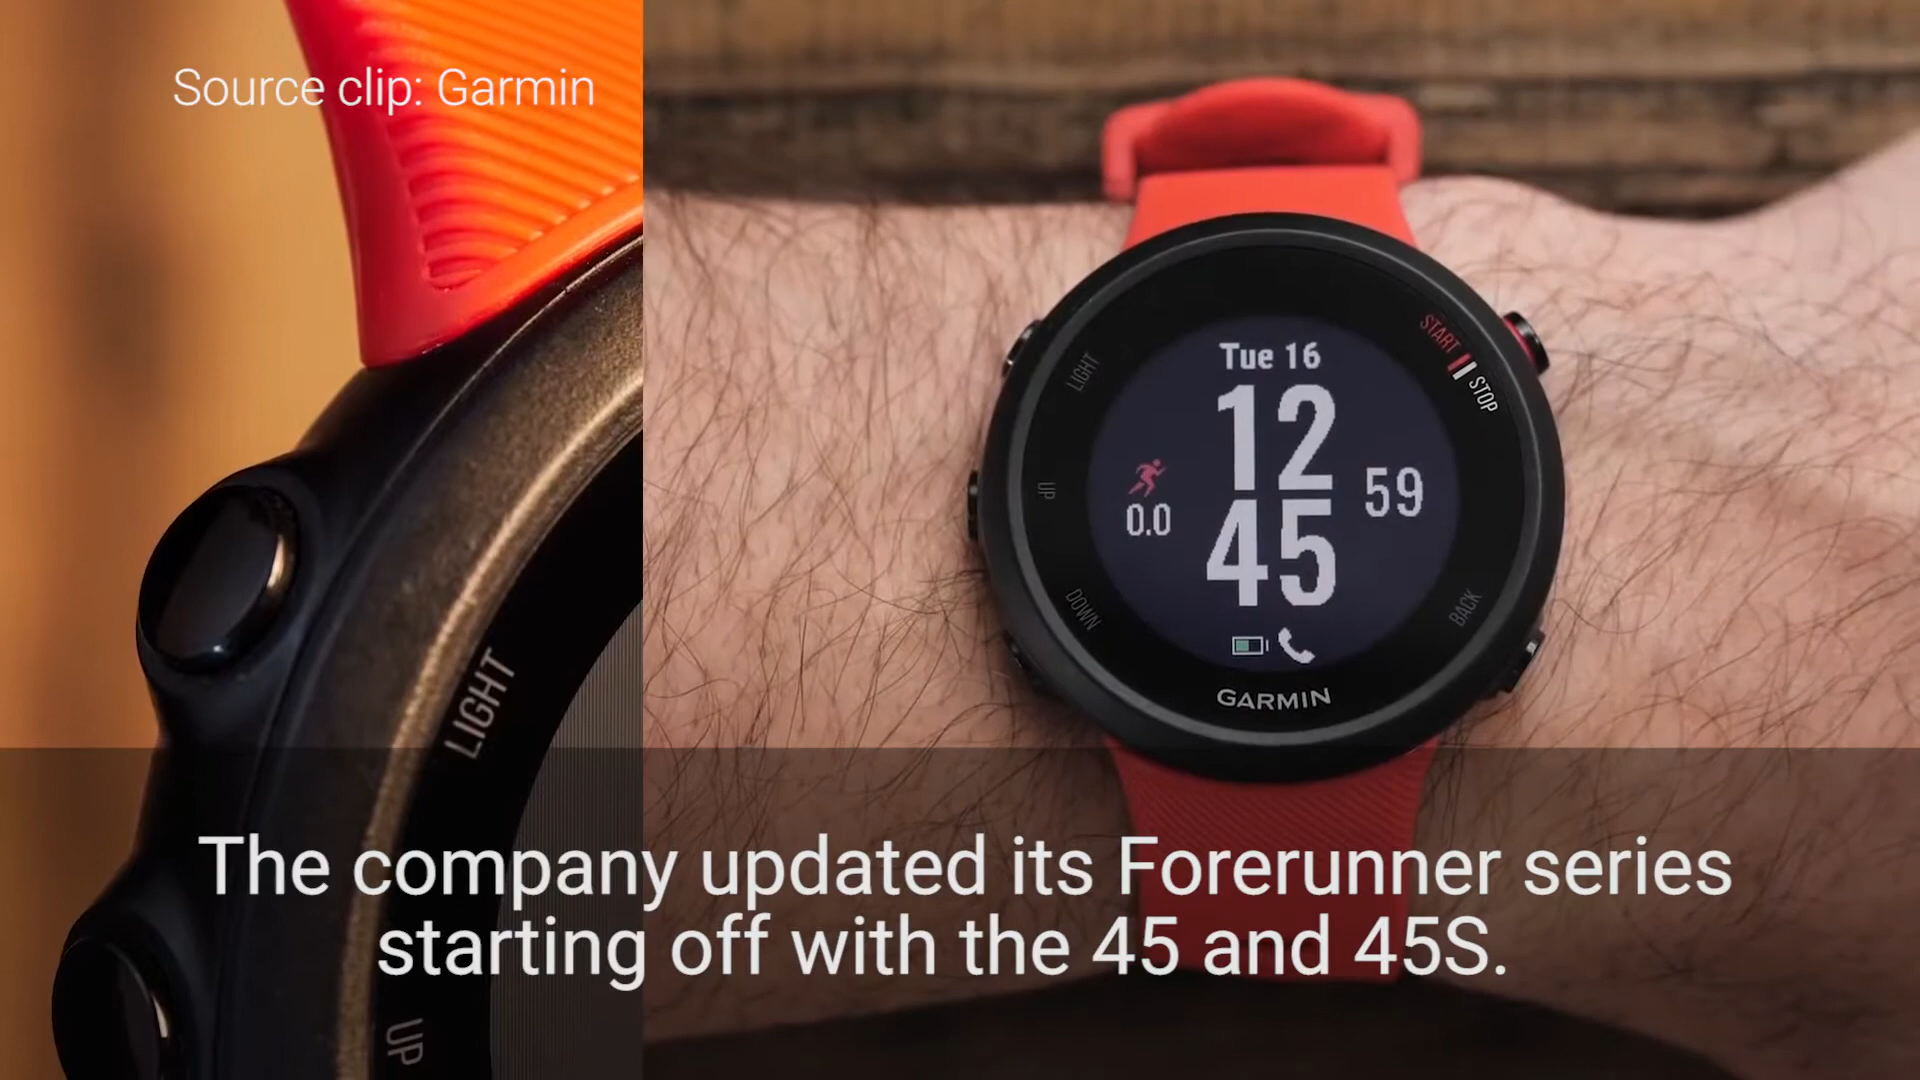 Source clip: Garmin
LIGHT
UP
START
STOP
LIGHT
UP
DOWN
BACK
Tue 16
12
45
0.0
59
GARMIN
The company updated its Forerunner series
starting off with the 45 and 45S.